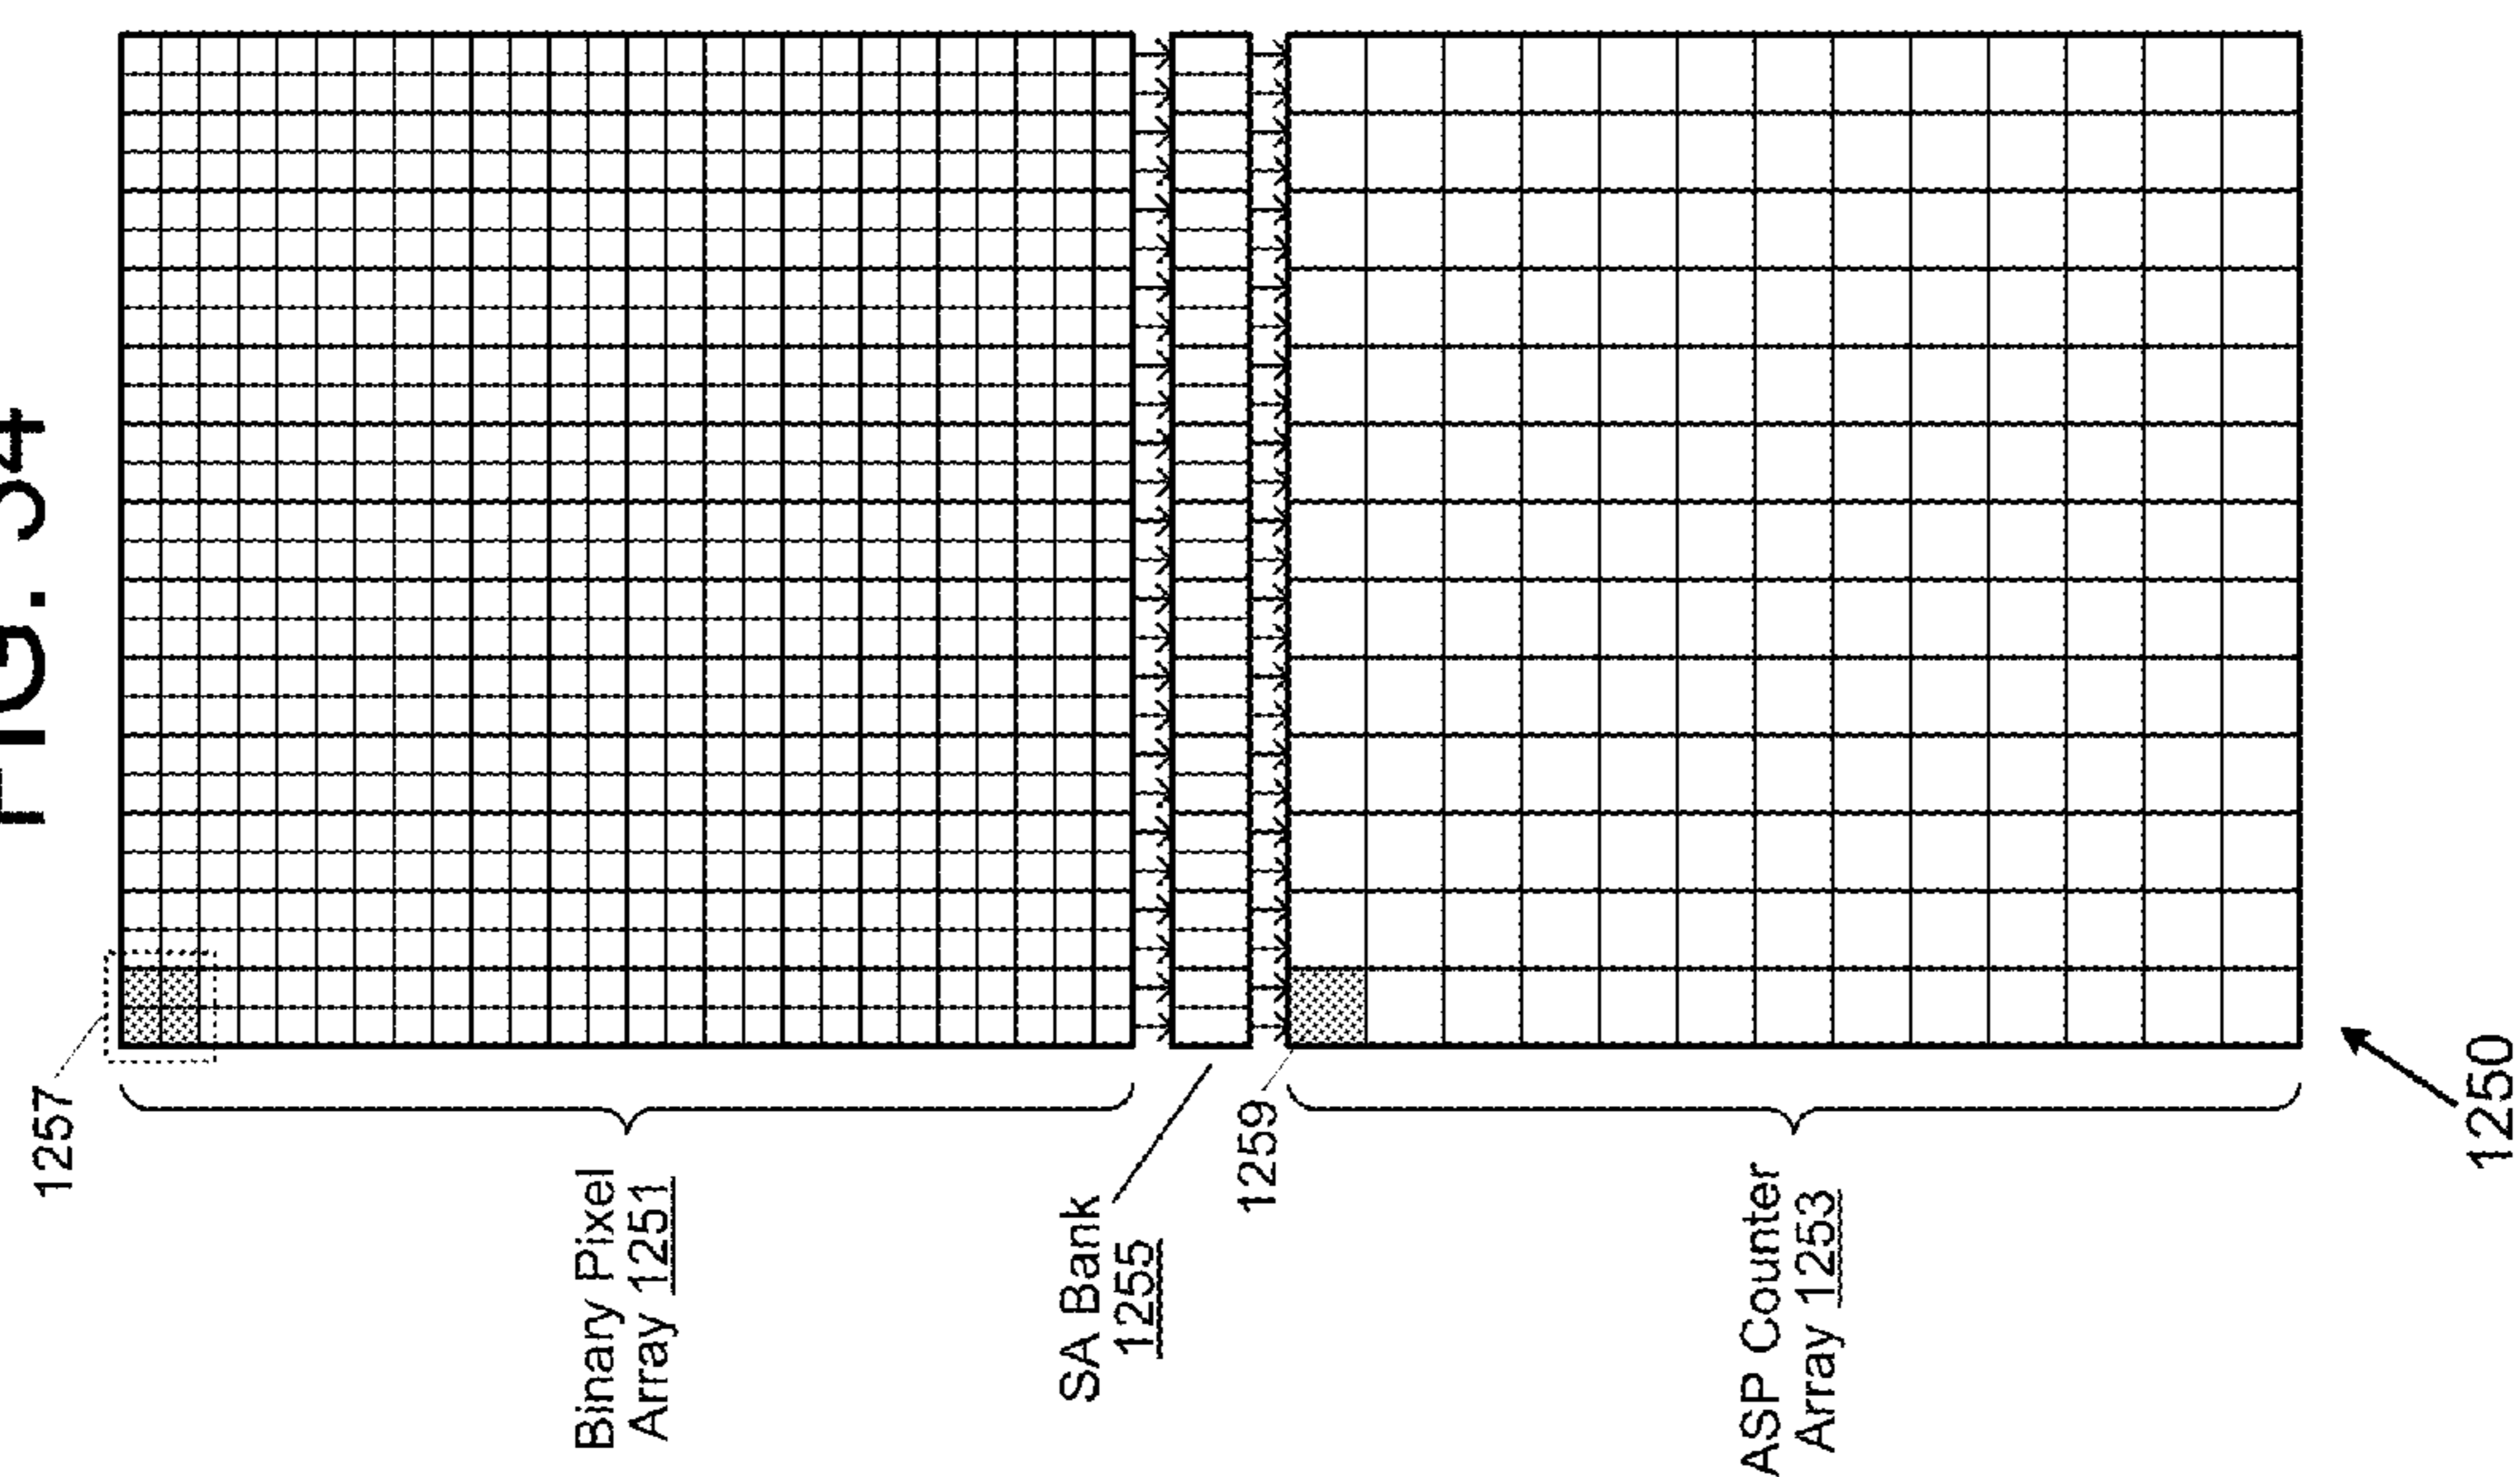 FIG. 34
1257
Binary Pixel
Array 1251
SA Bank
1255
1259
ASP Counter
Array 1253
1250